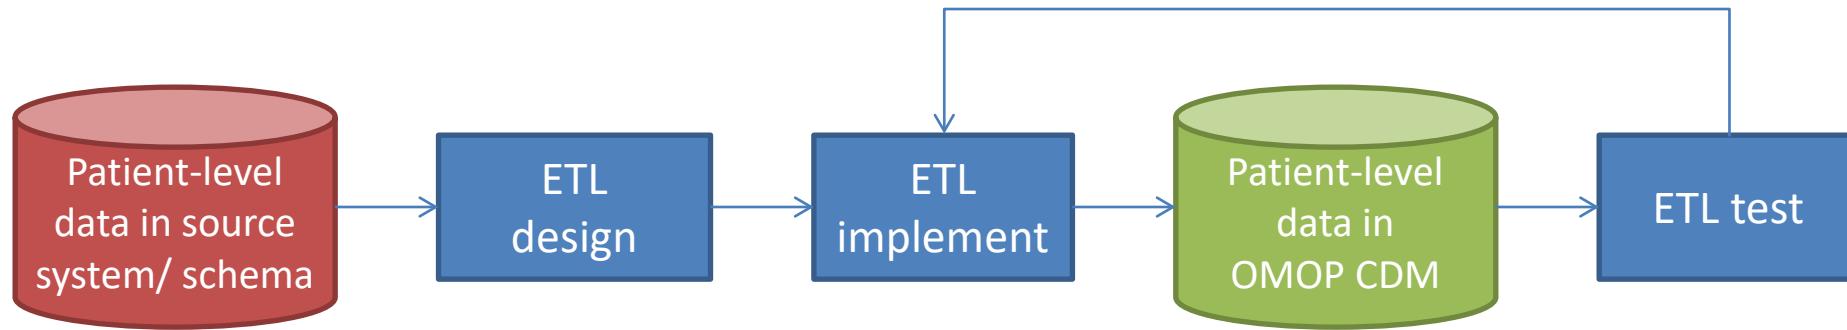 Patient-level
data in source
system/ schema
ETL
design
ETL
implement
Patient-level
data in
OMOP CDM
ETL test